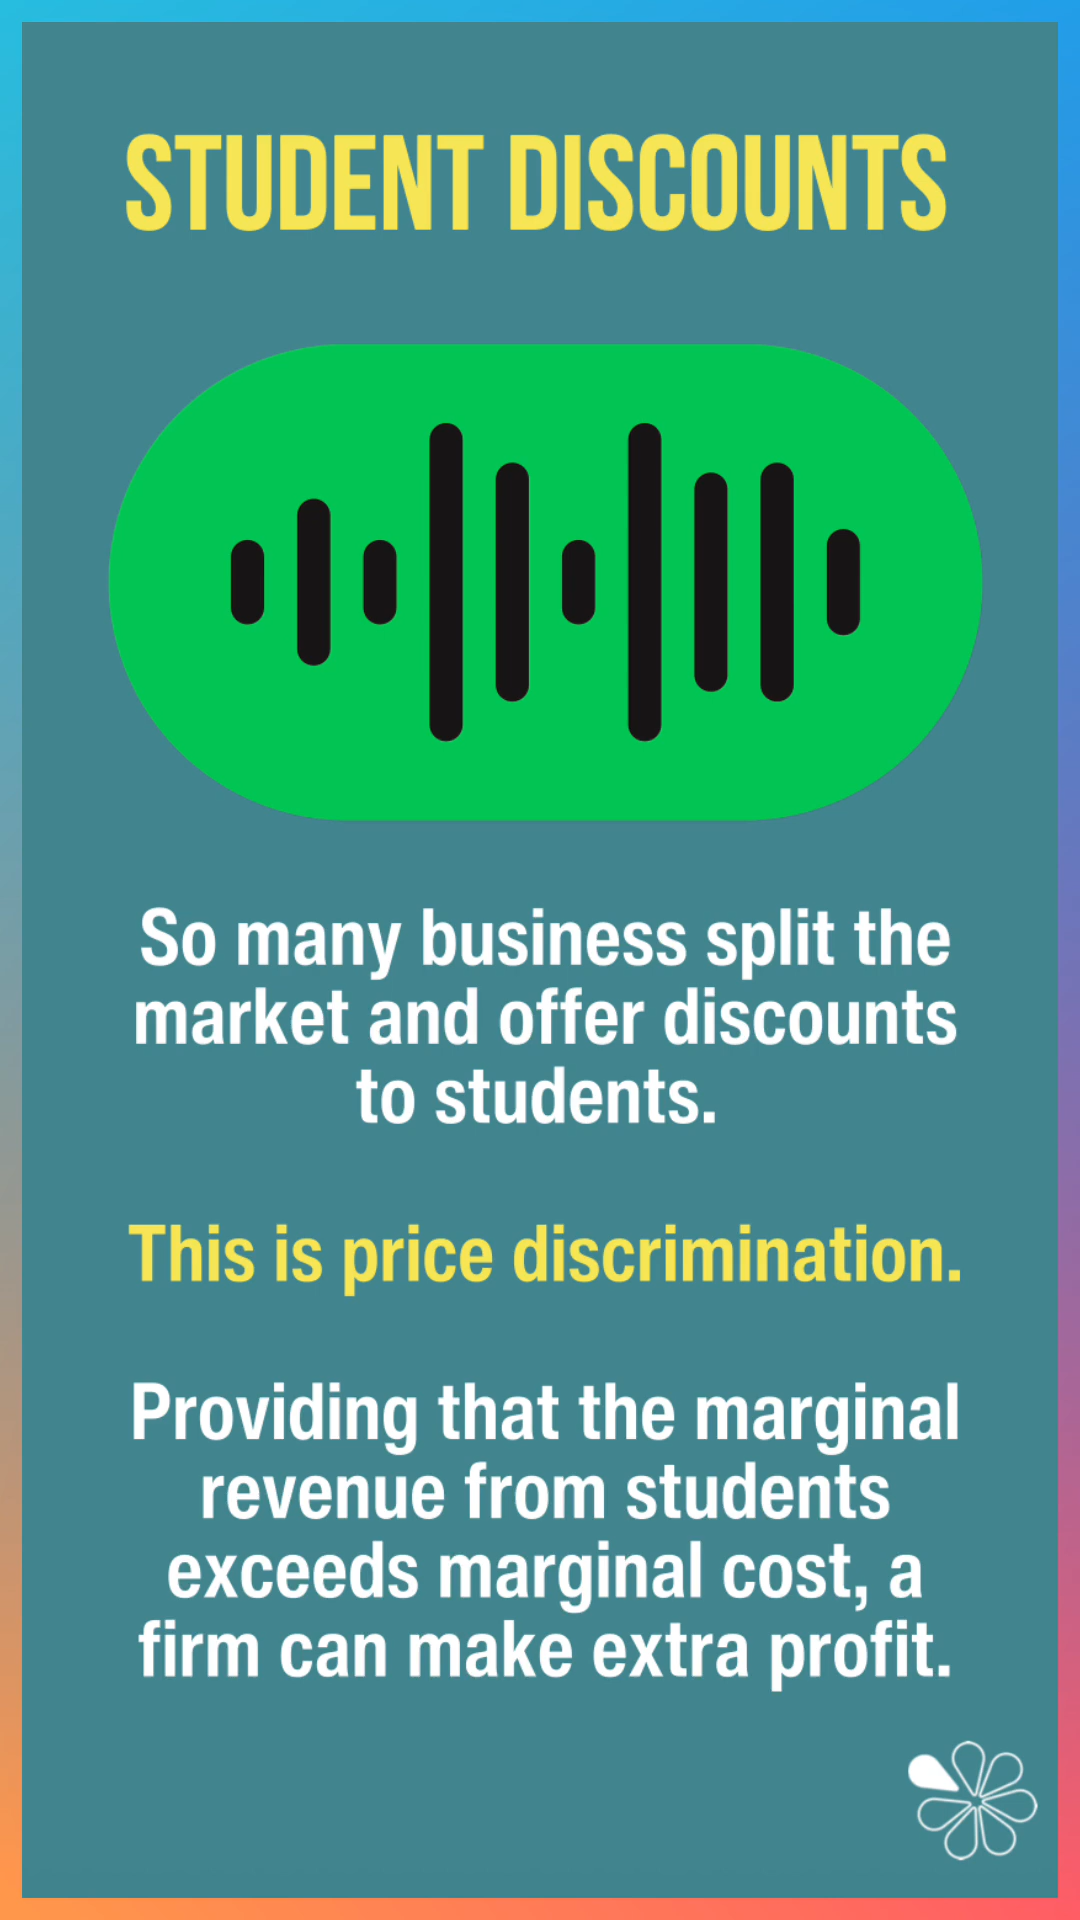 STUDENT DISCOUNTS
So many business split the
market and offer discounts
to students.
This is price discrimination.
Providing that the marginal
revenue from students
exceeds marginal cost, a
firm can make extra profit.